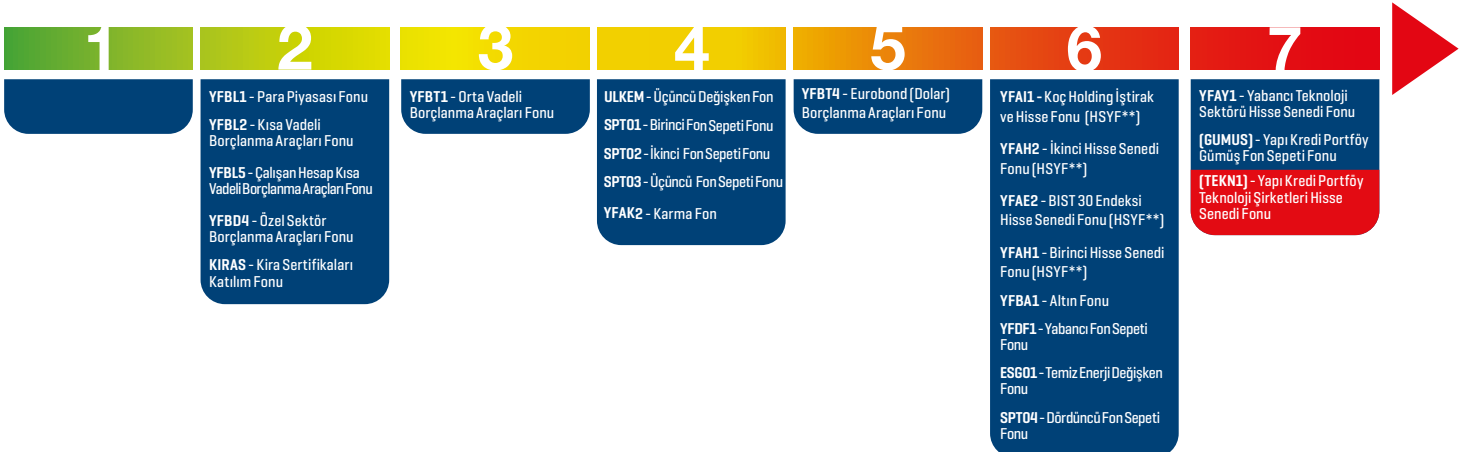 1
2
YFBL1 - Para Piyasası Fonu
YFBL2 - Kısa Vadeli
Borçlanma Araçları Fonu
YFBL5 - Çalışan Hesap Kısa
Vadeli Borçlanma Araçları Fonu
YFBD4 - Özel Sektör
Borçlanma Araçları Fonu
KIRAS - Kira Sertifikaları
Katılım Fonu
3
YFBT1 - Orta Vadeli
Borçlanma Araçları Fonu
4
ULKEM - Üçüncü Değişken Fon
SPT01 - Birinci Fon Sepeti Fonu
SPT02 - İkinci Fon Sepeti Fonu
SPT03 - Üçüncü Fon Sepeti Fonu
YFAK2 - Karma Fon
5
YFBT4 - Eurobond (Dolar)
Borçlanma Araçları Fonu
6
YFAI1 - Koç Holding İştirak
ve Hisse Fonu (HSYF**)
YFAH2 - İkinci Hisse Senedi
Fonu (HSYF**)
YFAE2 - BIST 30 Endeksi
Hisse Senedi Fonu (HSYF**)
YFAH1 - Birinci Hisse Senedi
Fonu (HSYF**)
YFBA1 - Altın Fonu
YFDF1 - Yabancı Fon Sepeti
Fonu
ESG01 - Temiz Enerji Değişken
Fonu
SPT04 - Dördüncü Fon Sepeti
Fonu
7
YFAY1 - Yabancı Teknoloji
Sektörü Hisse Senedi Fonu
(GUMUS) - Yapı Kredi Portföy
Gümüş Fon Sepeti Fonu
(TEKN1) - Yapı Kredi Portföy
Teknoloji Şirketleri Hisse
Senedi Fonu